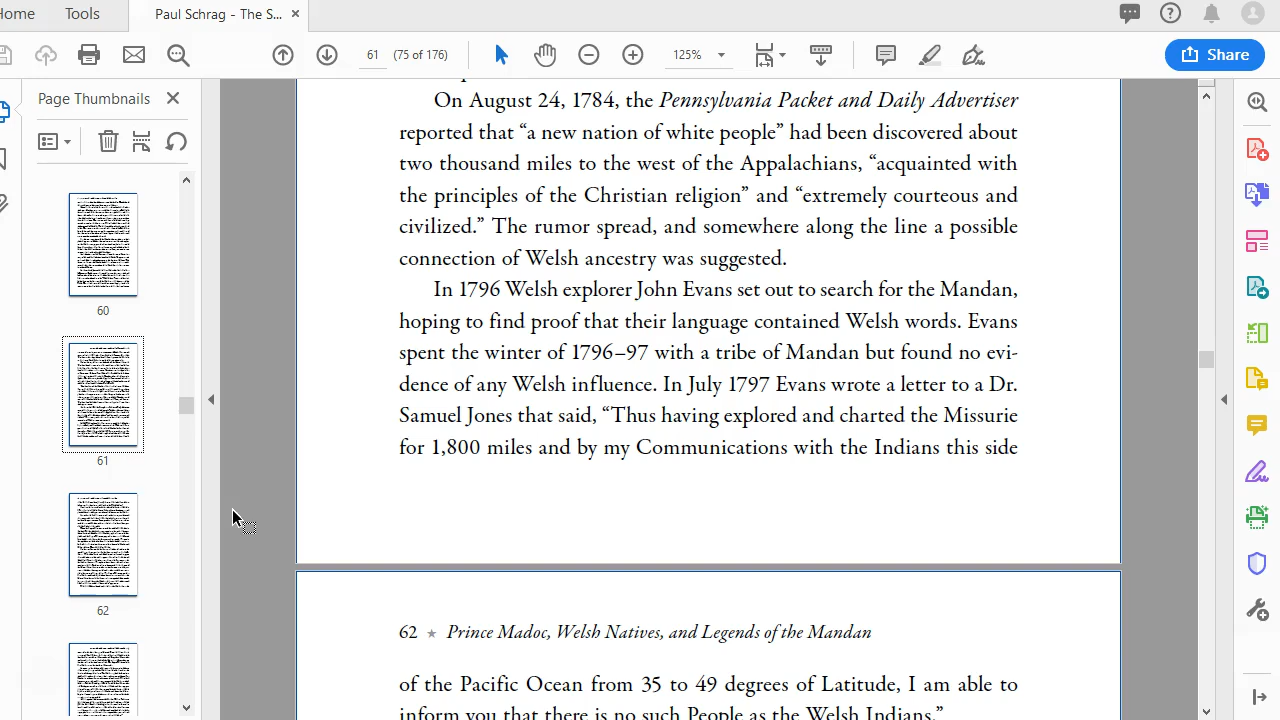 Home
Tools
Paul Schrag - The S...
61
(75 of 176)
125%
Share
Page Thumbnails
60
61
62
On August 24, 1784, the Pennsylvania Packet and Daily Advertiser
reported that “a new nation of white people” had been discovered about
two thousand miles to the west of the Appalachians, “acquainted with
the principles of the Christian religion” and “extremely courteous and
civilized.” The rumor spread, and somewhere along the line a possible
connection of Welsh ancestry was suggested.
In 1796 Welsh explorer John Evans set out to search for the Mandan,
hoping to find proof that their language contained Welsh words. Evans
spent the winter of 1796–97 with a tribe of Mandan but found no evi-
dence of any Welsh influence. In July 1797 Evans wrote a letter to a Dr.
Samuel Jones that said, “Thus having explored and charted the Missurie
for 1,800 miles and by my Communications with the Indians this side
62 ★ Prince Madoc, Welsh Natives, and Legends of the Mandan
of the Pacific Ocean from 35 to 49 degrees of Latitude, I am able to
inform you that there is no such People as the Welsh Indians.”